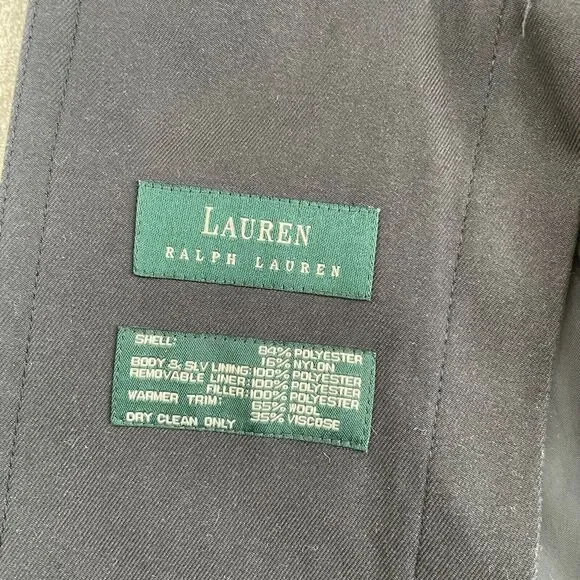 LAUREN
RALPH LAUREN
SHELL:
84% POLYESTER
16% NYLON
BODY & SLV LINING:100% POLYESTER
REMOVABLE LINER:100% POLYESTER
FILLER:100% POLYESTER
WARMER TRIM: 65% WOOL
35% VISCOSE
DRY CLEAN ONLY